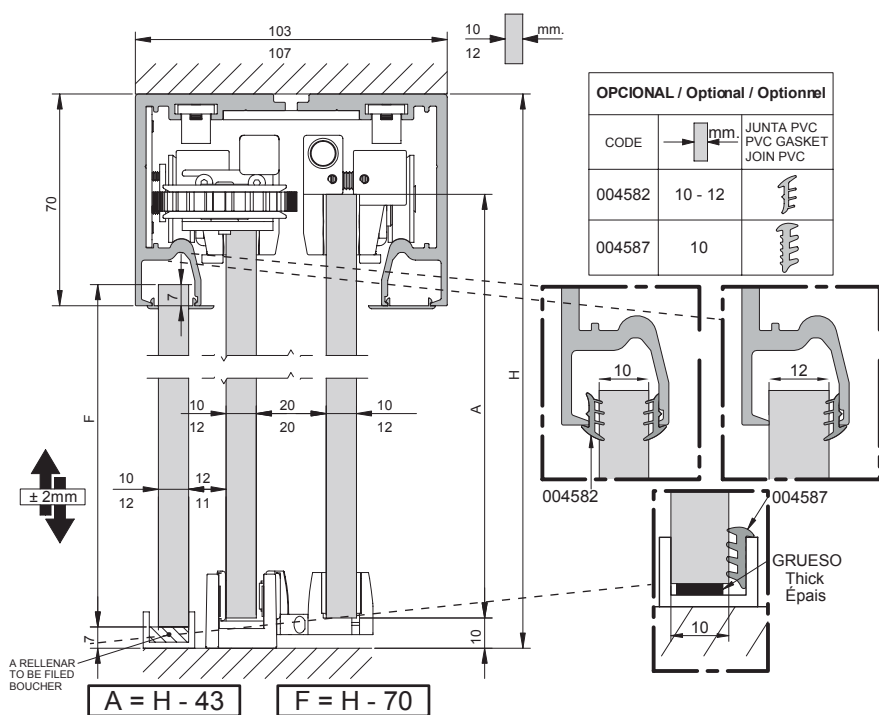 103
107
10
12
mm.
OPCIONAL / Optional / Optionnel
CODE
mm.
JUNTA PVC
PVC GASKET
JOIN PVC
004582
10 - 12
004587
10
70
7
H
A
F
10
12
20
20
10
12
10
12
12
11
± 2mm
10
12
004582
004587
GRUESO
Thick
Épais
10
7
10
A RELLENAR
TO BE FILED
BOUCHER
A = H - 43
F = H - 70